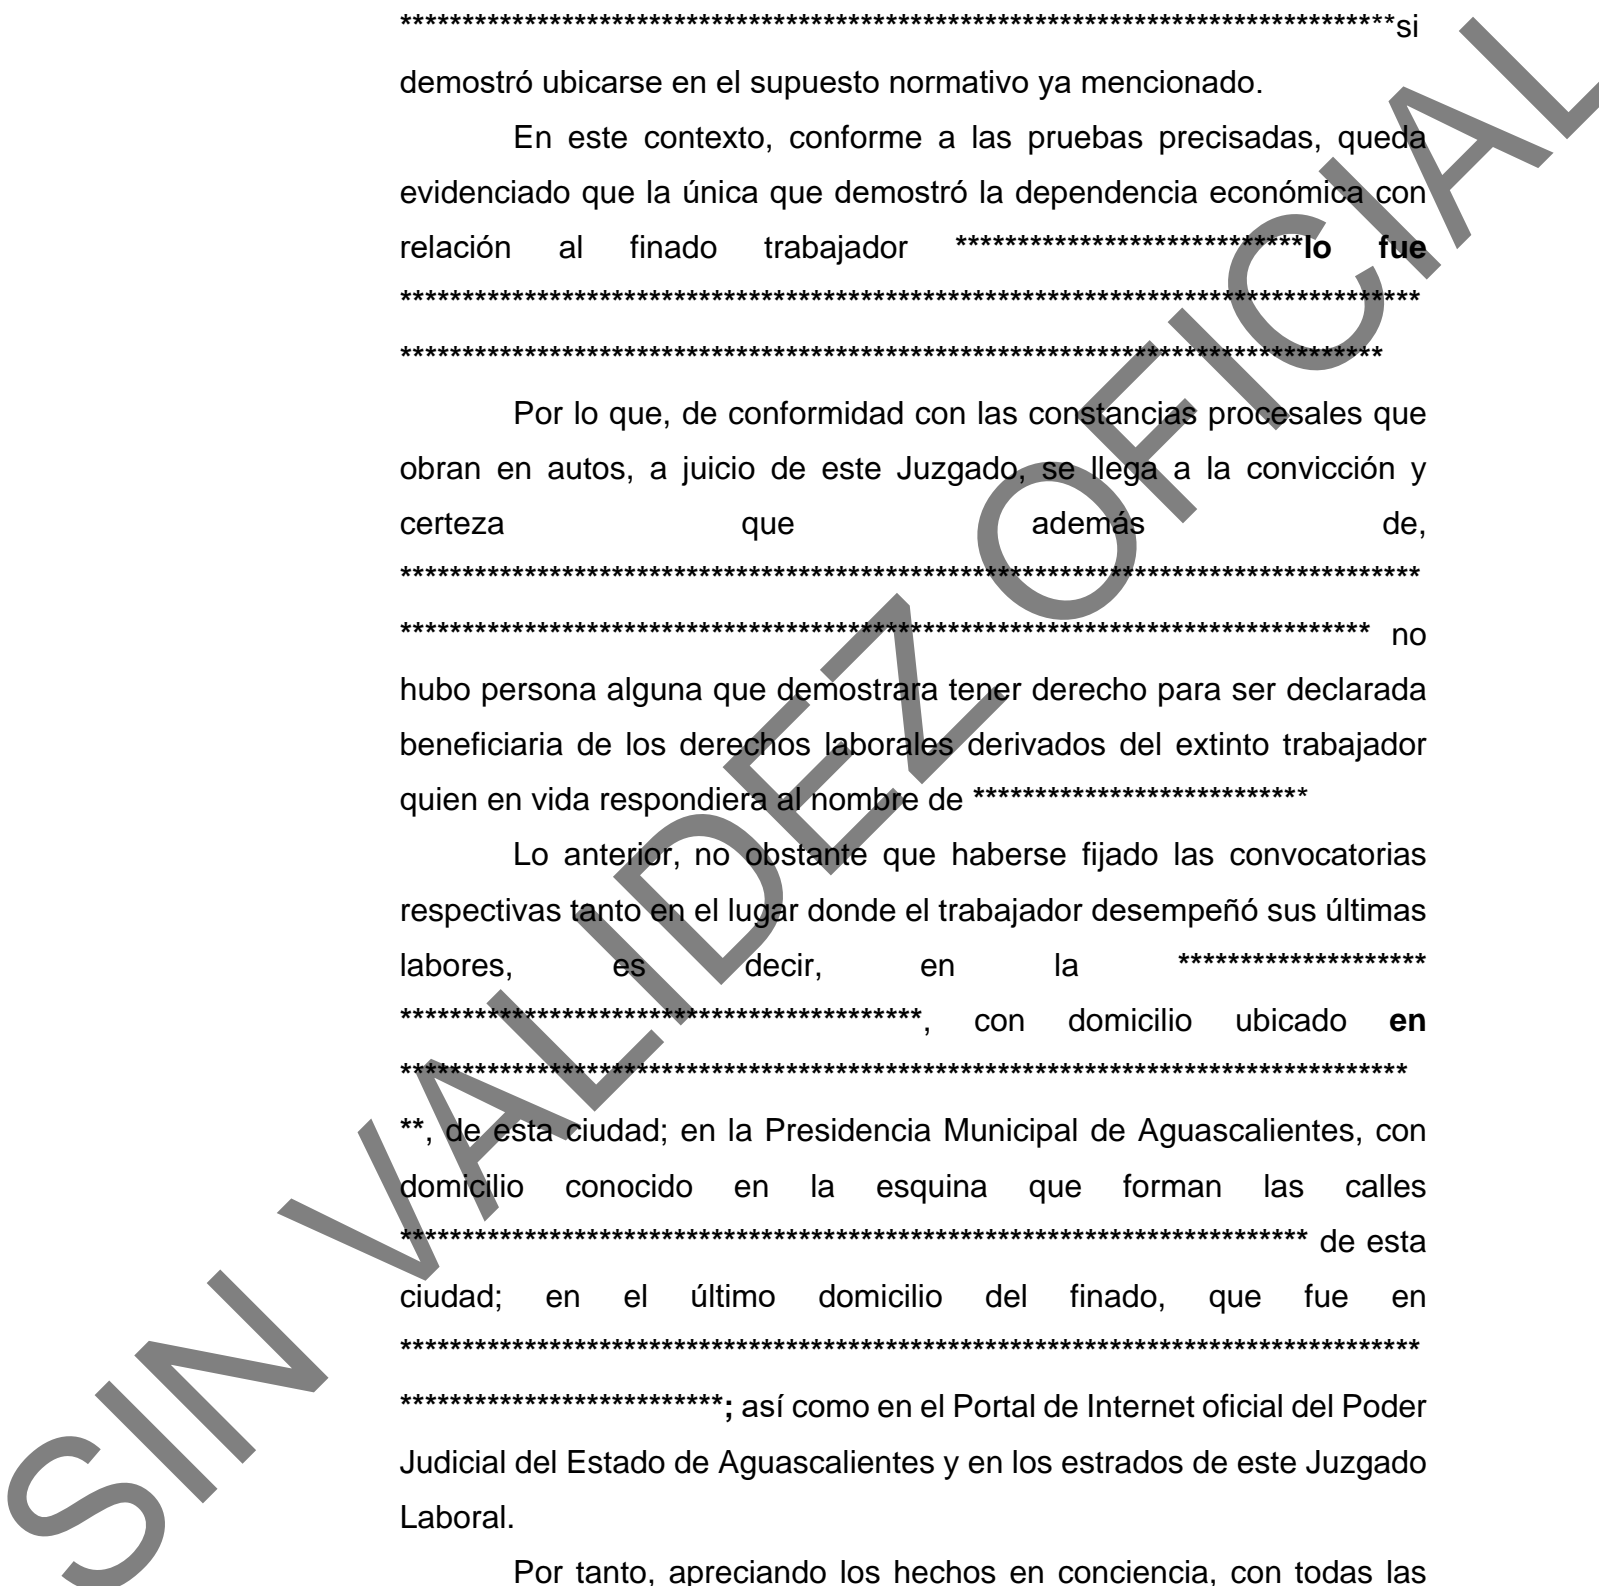 ********************************************************************************si
demostró ubicarse en el supuesto normativo ya mencionado.
En este contexto, conforme a las pruebas precisadas, queda
evidenciado que la única que demostró la dependencia económica con
relación al finado trabajador ****************************lo fue
**********************************************************************************
*******************************************************************************
Por lo que, de conformidad con las constancias procesales que
obran en autos, a juicio de este Juzgado, se llega a la convicción y
certeza que además de,
**********************************************************************************
****************************************************************************** no
hubo persona alguna que demostrara tener derecho para ser declarada
beneficiaria de los derechos laborales derivados del extinto trabajador
quien en vida respondiera al nombre de ***************************
Lo anterior, no obstante que haberse fijado las convocatorias
respectivas tanto en el lugar donde el trabajador desempeñó sus últimas
labores, es decir, en la ********************
******************************************, con domicilio ubicado en
*********************************************************************************
**, de esta ciudad; en la Presidencia Municipal de Aguascalientes, con
domicilio conocido en la esquina que forman las calles
************************************************************************* de esta
ciudad; en el último domicilio del finado, que fue en
**********************************************************************************
**************************; así como en el Portal de Internet oficial del Poder
Judicial del Estado de Aguascalientes y en los estrados de este Juzgado
Laboral.
Por tanto, apreciando los hechos en conciencia, con todas las
SIN VALIDEZ OFICIAL